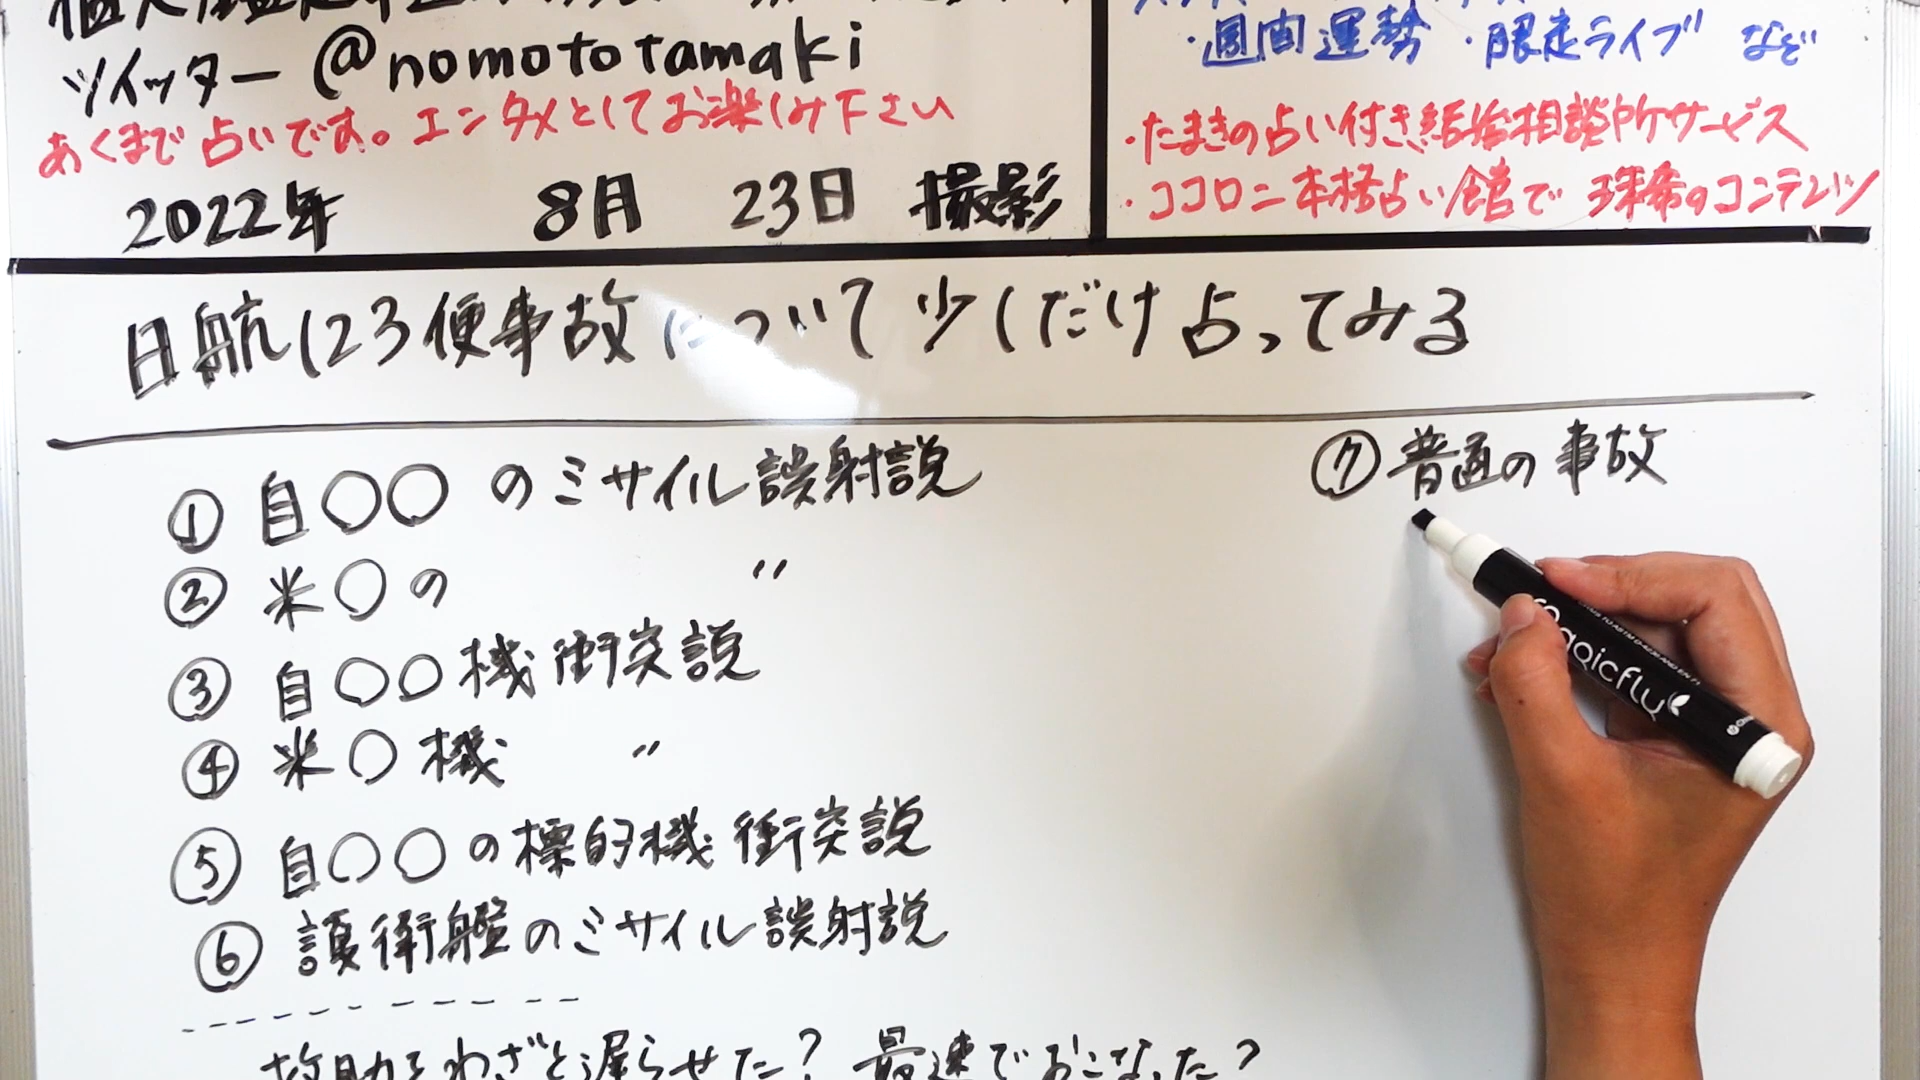 ツイッター @nomototamaki
あくまで占いです。エンタメとしてお楽しみ下さい
2022年 8月 23日 撮影
・週間運勢 ・限定ライブ など
・たまきの占い付き結婚相談所サービス
・ココロニ本格占い館で 珠希のコンテンツ
日航123便事故について少しだけ占ってみる
① 自〇〇のミサイル誤射説
② 米〇の 〃
③ 自〇〇機衝突説
④ 米〇機 〃
⑤ 自〇〇の標的機衝突説
⑥ 護衛艦のミサイル誤射説
⑦ 普通の事故
magicfly
救助をわざと遅らせた？ 最速でおこなった？